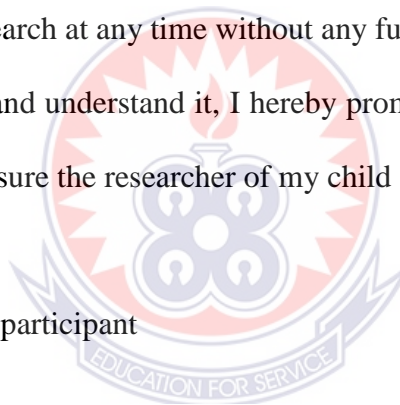 earch at any time without any fu
and understand it, I hereby pron
sure the researcher of my child
participant
EDUCATION FOR SERVICE